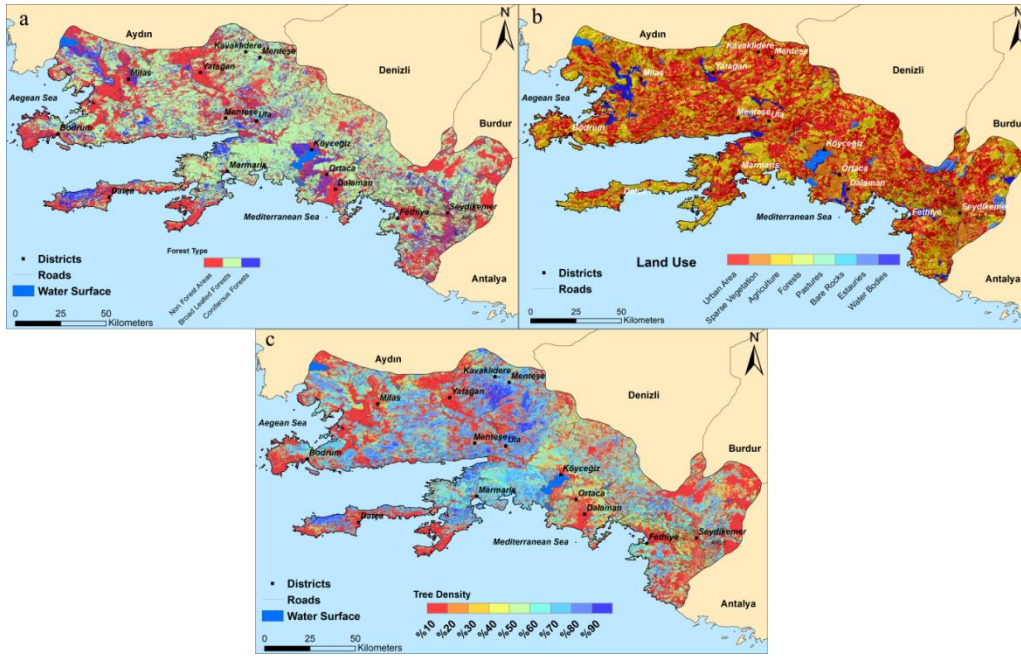 a
N
Aydın
Kavaklıdere
Menteşe
Denizli
Yatağan
Milas
Aegean Sea
Menteşe
Ula
Burdur
Bodrum
Köyceğiz
Marmaris
Ortaca
Dalaman
Datça
Mediterranean Sea
Seydikemer
Fethiye
Forest Type
Districts
Roads
Water Surface
Non Forest Areas
Broad Leafed Forests
Coniferous Forests
Antalya
0 25 50
Kilometers
b
N
Aydın
Kavaklıdere
Menteşe
Denizli
Yatağan
Milas
Aegean Sea
Menteşe
Ula
Burdur
Bodrum
Köyceğiz
Marmaris
Ortaca
Dalaman
Mediterranean Sea
Seydikemer
Fethiye
Land Use
Districts
Roads
Urban Area
Sparse Vegetation
Agriculture
Forests
Pastures
Bare Rocks
Estauries
Water Bodies
Antalya
0 25 50
Kilometers
c
N
Aydın
Kavaklıdere
Menteşe
Denizli
Yatağan
Milas
Aegean Sea
Menteşe
Ula
Burdur
Bodrum
Köyceğiz
Marmaris
Ortaca
Dalaman
Datça
Mediterranean Sea
Seydikemer
Fethiye
Districts
Roads
Water Surface
Tree Density
%10 %20 %30 %40 %50 %60 %70 %80 %90
Antalya
0 25 50
Kilometers